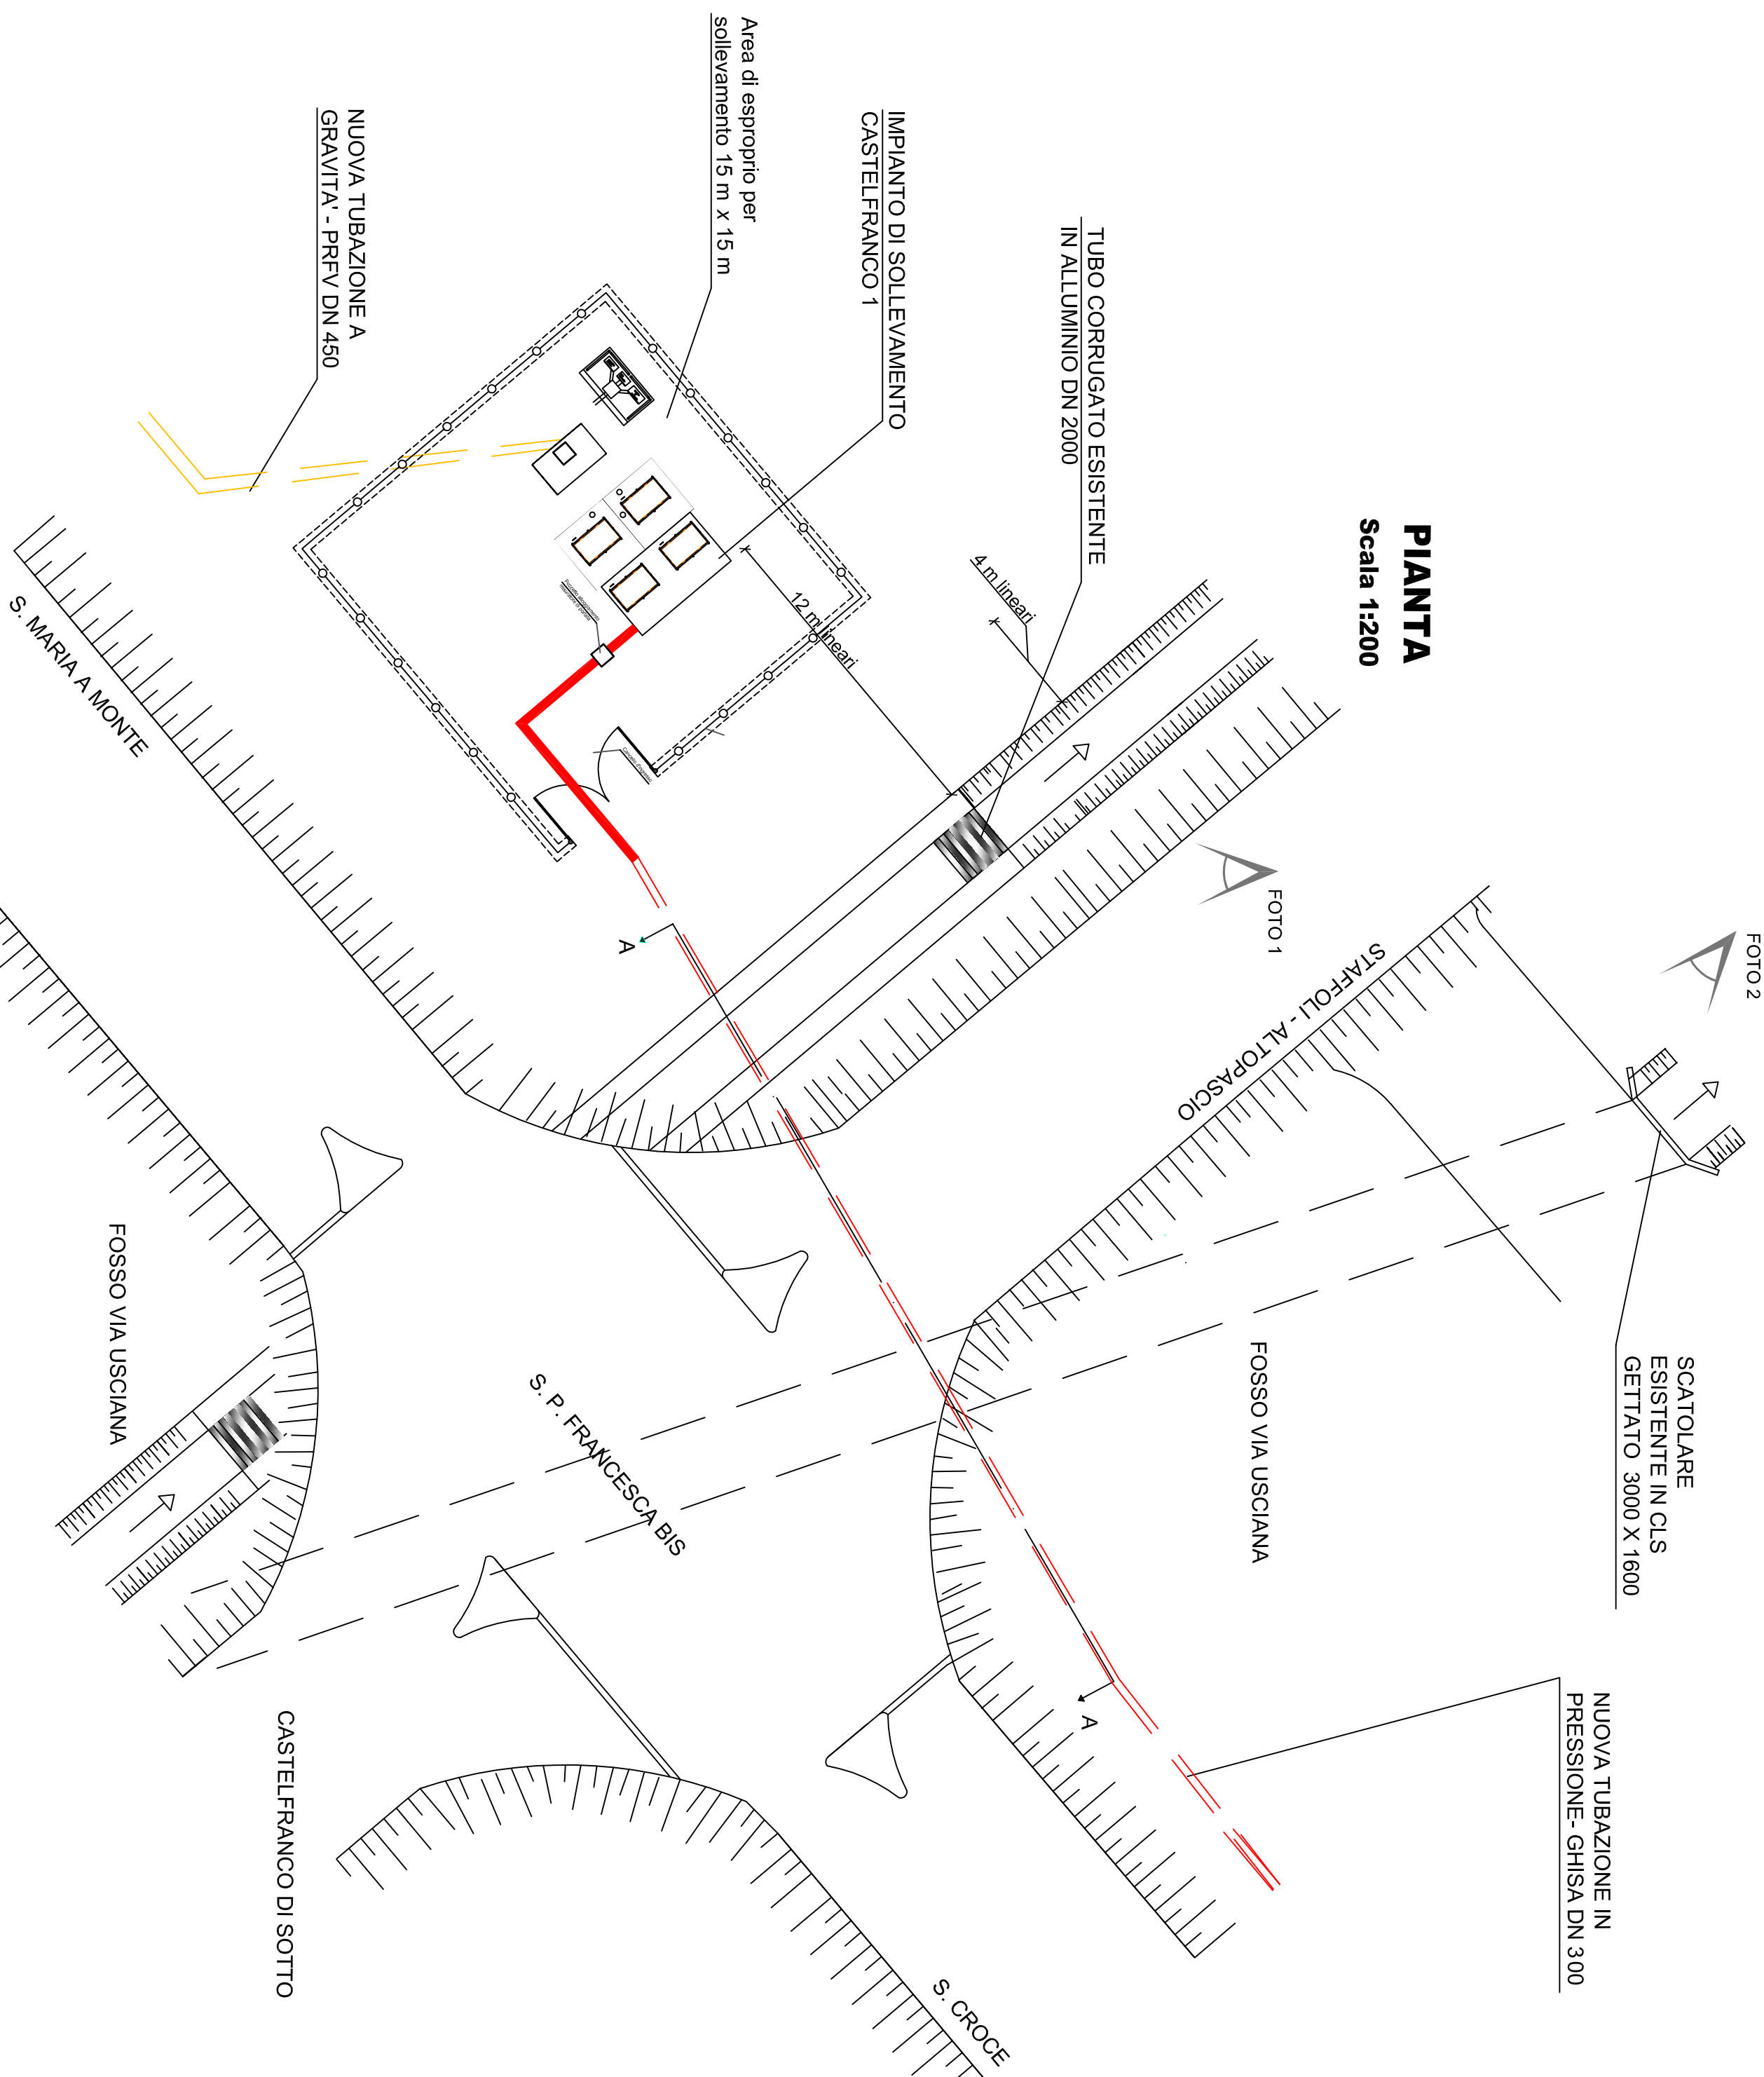 PIANTA
Scala 1:200
Area di esproprio per
sollevamento 15 m x 15 m
IMPIANTO DI SOLLEVAMENTO
CASTELFRANCO 1
TUBO CORRUGATO ESISTENTE
IN ALLUMINIO DN 2000
NUOVA TUBAZIONE A
GRAVITA' - PRFV DN 450
4 m lineari
12 m lineari
Cancello d'ingresso
S. MARIA A MONTE
A
FOTO 1
FOTO 2
STAFFOLI - ALTOPASCIO
FOSSO VIA USCIANA
S. P. FRANCESCA BIS
FOSSO VIA USCIANA
SCATOLARE
ESISTENTE IN CLS
GETTATO 3000 X 1600
A
NUOVA TUBAZIONE IN
PRESSIONE- GHISA DN 300
CASTELFRANCO DI SOTTO
S. CROCE